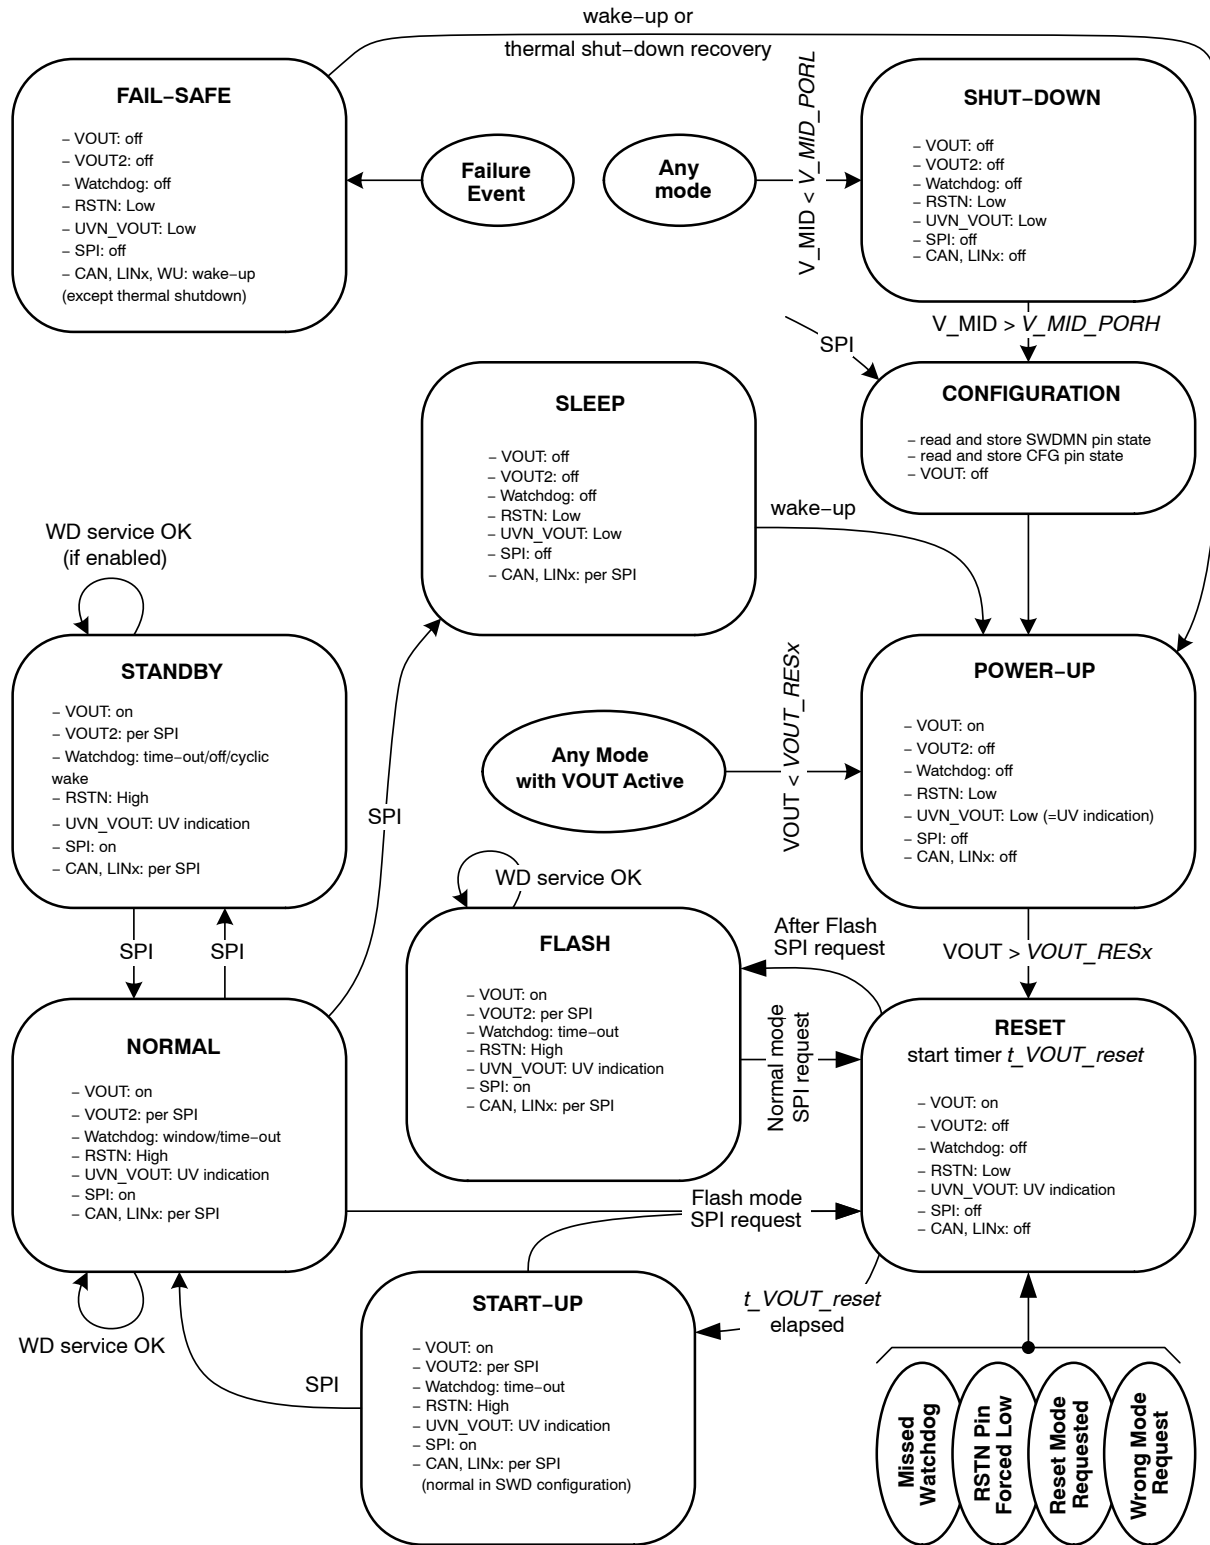 wake-up or
thermal shut-down recovery
FAIL-SAFE
- VOUT: off
- VOUT2: off
- Watchdog: off
- RSTN: Low
- UVN_VOUT: Low
- SPI: off
- CAN, LINx, WU: wake-up
(except thermal shutdown)
Failure
Event
Any
mode
V_MID < V_MID_PORL
SHUT-DOWN
- VOUT: off
- VOUT2: off
- Watchdog: off
- RSTN: Low
- UVN_VOUT: Low
- SPI: off
- CAN, LINx: off
V_MID > V_MID_PORH
SPI
CONFIGURATION
- read and store SWDMN pin state
- read and store CFG pin state
- VOUT: off
SLEEP
- VOUT: off
- VOUT2: off
- Watchdog: off
- RSTN: Low
- UVN_VOUT: Low
- SPI: off
- CAN, LINx: per SPI
wake-up
WD service OK
(if enabled)
STANDBY
- VOUT: on
- VOUT2: per SPI
- Watchdog: time-out/off/cyclic
wake
- RSTN: High
- UVN_VOUT: UV indication
- SPI: on
- CAN, LINx: per SPI
SPI
Any Mode
with VOUT Active
VOUT < VOUT_RESx
POWER-UP
- VOUT: on
- VOUT2: off
- Watchdog: off
- RSTN: Low
- UVN_VOUT: Low (=UV indication)
- SPI: off
- CAN, LINx: off
WD service OK
SPI
SPI
FLASH
- VOUT: on
- VOUT2: per SPI
- Watchdog: time-out
- RSTN: High
- UVN_VOUT: UV indication
- SPI: on
- CAN, LINx: per SPI
After Flash
SPI request
VOUT > VOUT_RESx
Normal mode
SPI request
NORMAL
- VOUT: on
- VOUT2: per SPI
- Watchdog: window/time-out
- RSTN: High
- UVN_VOUT: UV indication
- SPI: on
- CAN, LINx: per SPI
RESET
start timer t_VOUT_reset
- VOUT: on
- VOUT2: off
- Watchdog: off
- RSTN: Low
- UVN_VOUT: UV indication
- SPI: off
- CAN, LINx: off
Flash mode
SPI request
WD service OK
SPI
START-UP
- VOUT: on
- VOUT2: per SPI
- Watchdog: time-out
- RSTN: High
- UVN_VOUT: UV indication
- SPI: on
- CAN, LINx: per SPI
(normal in SWD configuration)
t_VOUT_reset
elapsed
Missed
Watchdog
RSTN Pin
Forced Low
Reset Mode
Requested
Wrong Mode
Request